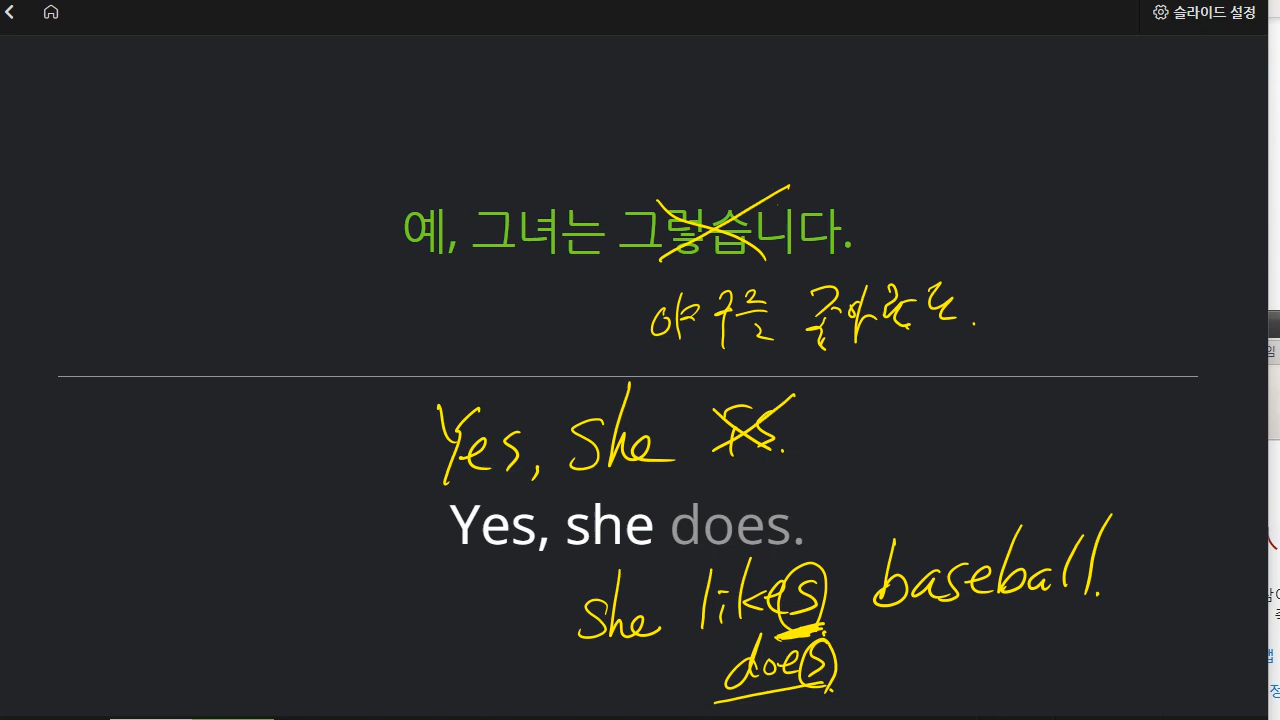 슬라이드 설정
예, 그녀는 그렇습니다.
야구를 좋아한다.
Yes, she is.
Yes, she does.
she likes baseball.
does.